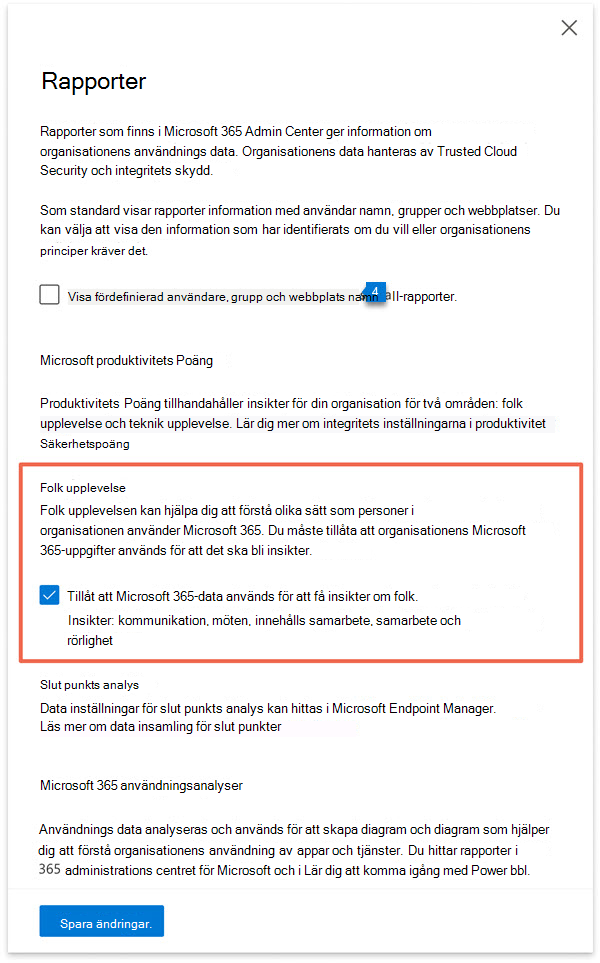 Rapporter
Rapporter som finns i Microsoft 365 Admin Center ger information om
organisationens användnings data. Organisationens data hanteras av Trusted Cloud
Security och integritets skydd.
Som standard visar rapporter information med användar namn, grupper och webbplatser. Du
kan välja att visa den information som har identifierats om du vill eller organisationens
principer kräver det.
Visa fördefinierad användare, grupp och webbplats namn 4 all-rapporter.
Microsoft produktivitets Poäng
Produktivitets Poäng tillhandahåller insikter för din organisation för två områden: folk
upplevelse och teknik upplevelse. Lär dig mer om integritets inställningarna i produktivitet
Säkerhetspoäng
Folk upplevelse
Folk upplevelsen kan hjälpa dig att förstå olika sätt som personer i
organisationen använder Microsoft 365. Du måste tillåta att organisationens Microsoft
365-uppgifter används för att det ska bli insikter.
Tillåt att Microsoft 365-data används för att få insikter om folk.
Insikter: kommunikation, möten, innehålls samarbete, samarbete och
rörlighet
Slut punkts analys
Data inställningar för slut punkts analys kan hittas i Microsoft Endpoint Manager.
Läs mer om data insamling för slut punkter
Microsoft 365 användningsanalyser
Användnings data analyseras och används för att skapa diagram och diagram som hjälper
dig att förstå organisationens användning av appar och tjänster. Du hittar rapporter i
365 administrations centret för Microsoft och i Lär dig att komma igång med Power bbl.
Spara ändringar.